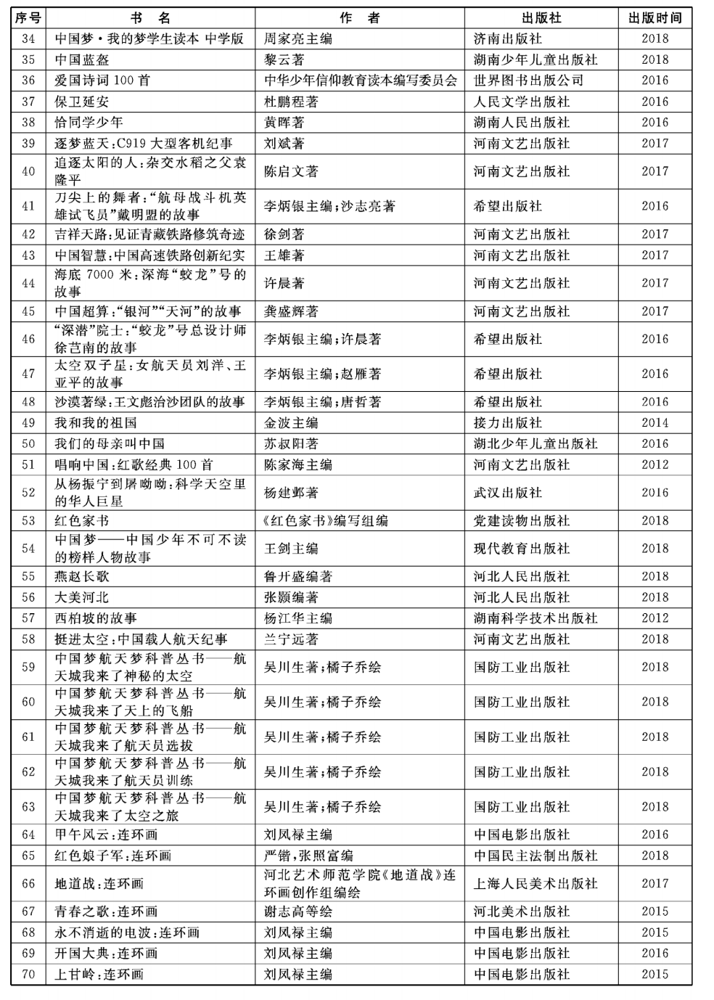 序号 书 名 作 者 出版社 出版时间
34 中国梦·我的梦学生读本 中学版 周家亮主编 济南出版社 2018
35 中国蓝盔 黎云著 湖南少年儿童出版社 2018
36 爱国诗词 100 首 中华少年信仰教育读本编写委员会 世界图书出版公司 2016
37 保卫延安 杜鹏程著 人民文学出版社 2016
38 恰同学少年 黄晖著 湖南人民出版社 2016
39 逐梦蓝天:C919 大型客机纪事 刘斌著 河南文艺出版社 2017
40 追逐太阳的人:杂交水稻之父袁
隆平 陈启文著 河南文艺出版社 2017
41 刀尖上的舞者:“航母战斗机英
雄试飞员”戴明盟的故事 李炳银主编;沙志亮著 希望出版社 2016
42 吉祥天路:见证青藏铁路修筑奇迹 徐剑著 河南文艺出版社 2017
43 中国智慧:中国高速铁路创新纪实 王雄著 河南文艺出版社 2017
44 海底 7000 米:深海“蛟龙”号的
故事 许晨著 河南文艺出版社 2017
45 中国超算:“银河”“天河”的故事 龚盛辉著 河南文艺出版社 2017
46 “深潜”院士:“蛟龙”号总设计师
徐芑南的故事 李炳银主编;许晨著 希望出版社 2016
47 太空双子星:女航天员刘洋、王
亚平的故事 李炳银主编;赵雁著 希望出版社 2016
48 沙漠著绿:王文彪治沙团队的故事 李炳银主编;唐哲著 希望出版社 2016
49 我和我的祖国 金波主编 接力出版社 2014
50 我们的母亲叫中国 苏叔阳著 湖北少年儿童出版社 2016
51 唱响中国:红歌经典 100 首 陈家海主编 河南文艺出版社 2012
52 从杨振宁到屠呦呦:科学天空里
的华人巨星 杨建邺著 武汉出版社 2016
53 红色家书 《红色家书》编写组编 党建读物出版社 2018
54 中国梦——中国少年不可不读
的榜样人物故事 王剑主编 现代教育出版社 2018
55 燕赵长歌 鲁开盛编著 河北人民出版社 2018
56 大美河北 张颢编著 河北人民出版社 2018
57 西柏坡的故事 杨江华主编 湖南科学技术出版社 2012
58 挺进太空:中国载人航天纪事 兰宁远著 河南文艺出版社 2018
59 中国梦航天梦科普丛书——航
天城我来了神秘的太空 吴川生著;橘子乔绘 国防工业出版社 2018
60 中国梦航天梦科普丛书——航
天城我来了天上的飞船 吴川生著;橘子乔绘 国防工业出版社 2018
61 中国梦航天梦科普丛书——航
天城我来了航天员选拔 吴川生著;橘子乔绘 国防工业出版社 2018
62 中国梦航天梦科普丛书——航
天城我来了航天员训练 吴川生著;橘子乔绘 国防工业出版社 2018
63 中国梦航天梦科普丛书——航
天城我来了太空之旅 吴川生著;橘子乔绘 国防工业出版社 2018
64 甲午风云:连环画 刘凤禄主编 中国电影出版社 2016
65 红色娘子军:连环画 严锴,张照富编 中国民主法制出版社 2018
66 地道战:连环画 河北艺术师范学院《地道战》连
环画创作组编绘 上海人民美术出版社 2017
67 青春之歌:连环画 谢志高等绘 河北美术出版社 2015
68 永不消逝的电波:连环画 刘凤禄主编 中国电影出版社 2015
69 开国大典:连环画 刘凤禄主编 中国电影出版社 2016
70 上甘岭:连环画 刘凤禄主编 中国电影出版社 2015